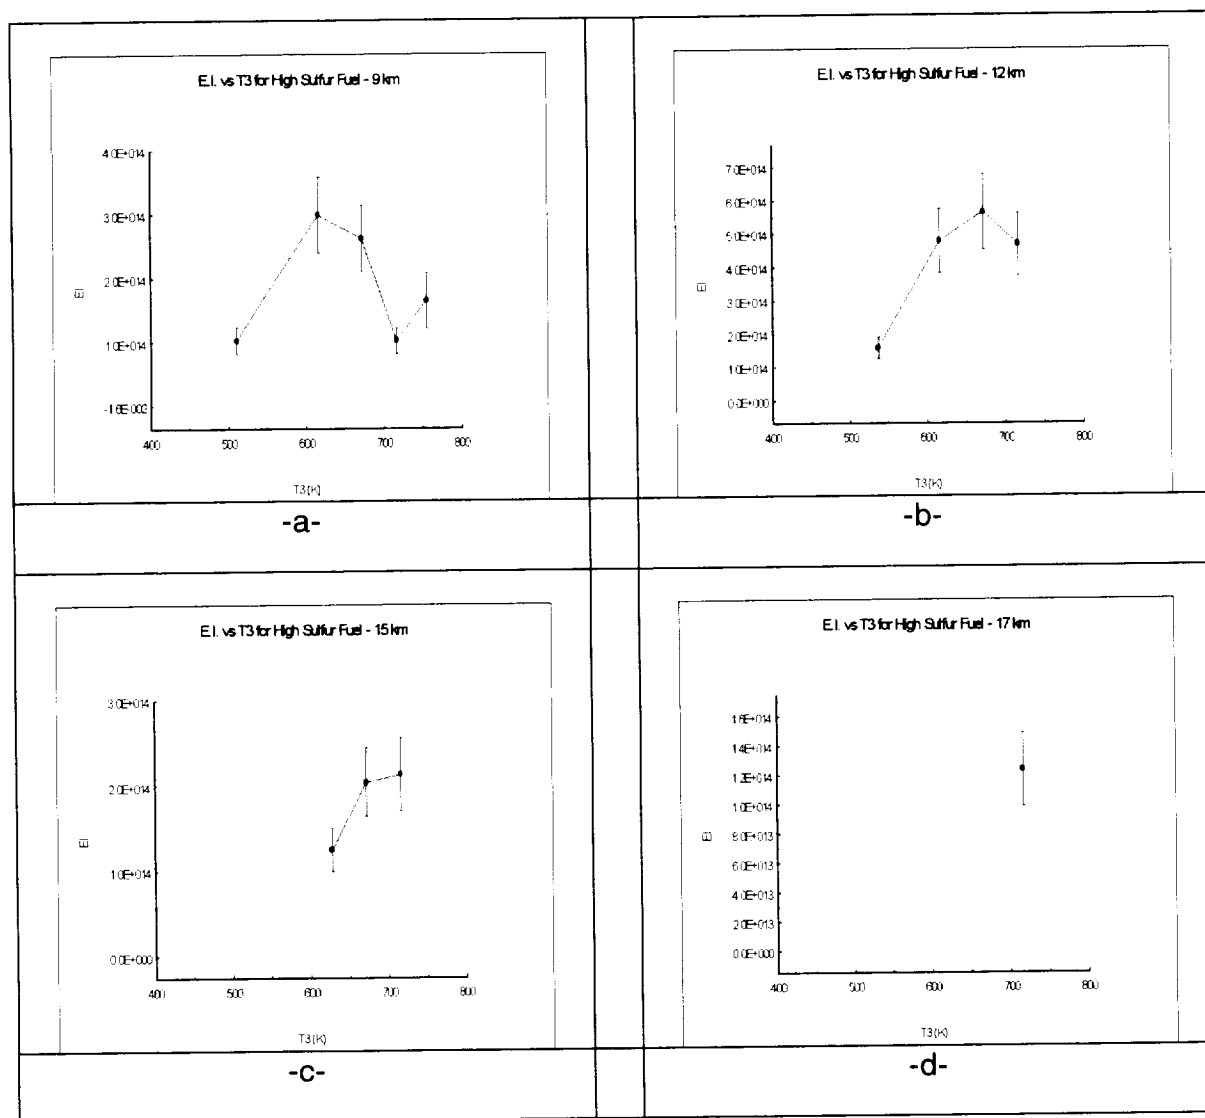 E.I. vs T3 for High Sulfur Fuel - 9 km
4.0E+014
3.0E+014
2.0E+014
1.0E+014
-1.6E-002
EI
400 500 600 700 800
T3 (K)
-a-
E.I. vs T3 for High Sulfur Fuel - 12 km
7.0E+014
6.0E+014
5.0E+014
4.0E+014
3.0E+014
2.0E+014
1.0E+014
0.0E+000
EI
400 500 600 700 800
T3 (K)
-b-
E.I. vs T3 for High Sulfur Fuel - 15 km
3.0E+014
2.0E+014
1.0E+014
0.0E+000
EI
400 500 600 700 800
T3 (K)
-c-
E.I. vs T3 for High Sulfur Fuel - 17 km
1.6E+014
1.4E+014
1.2E+014
1.0E+014
8.0E+013
6.0E+013
4.0E+013
2.0E+013
0.0E+000
EI
400 500 600 700 800
T3 (K)
-d-